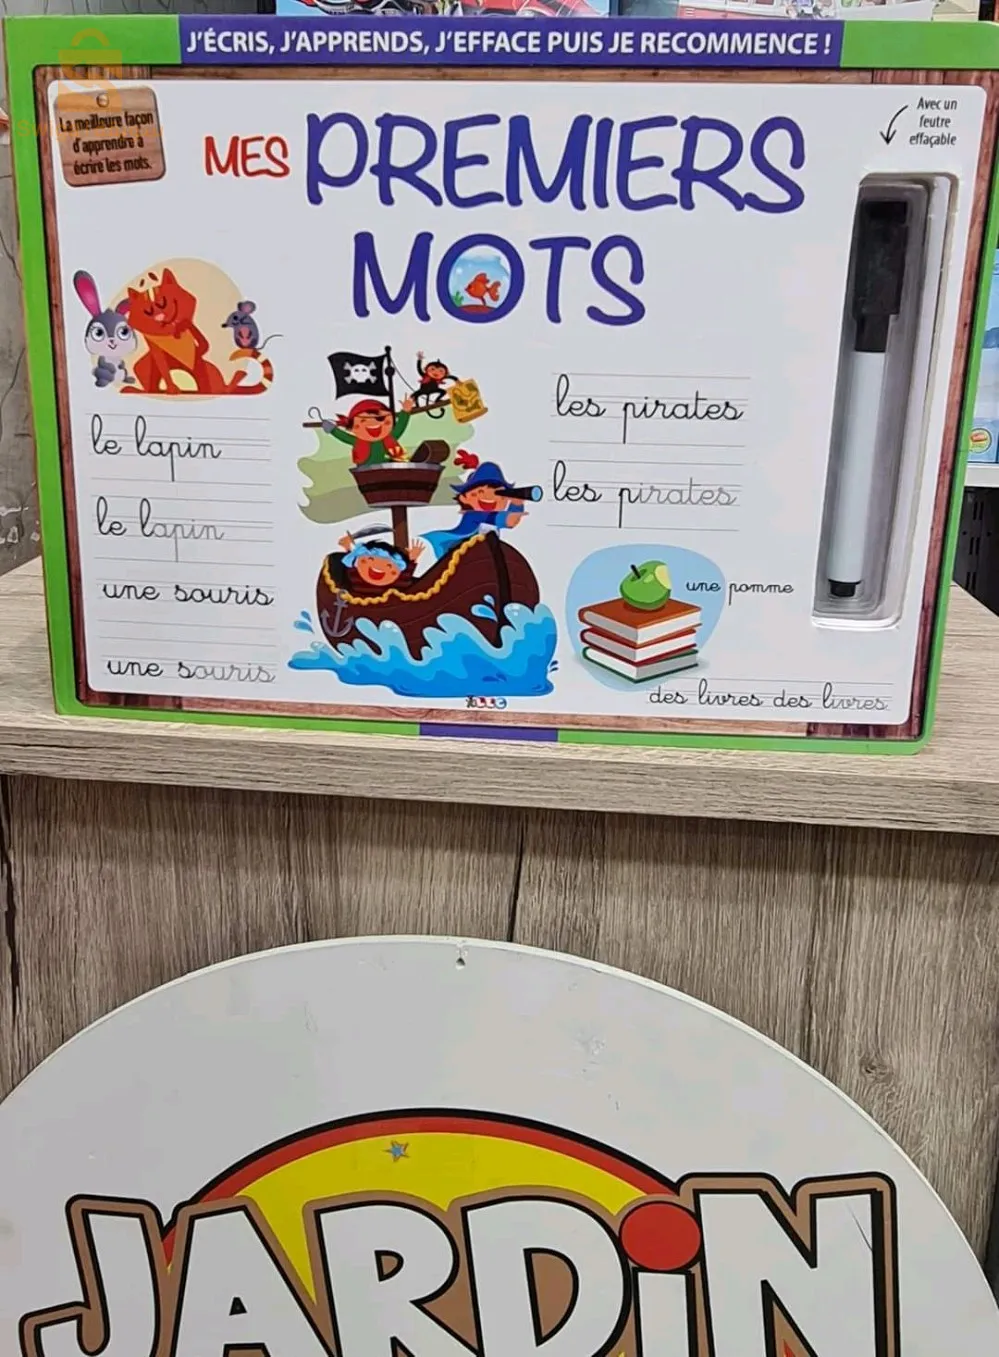 J'ÉCRIS, J'APPRENDS, J'EFFACE PUIS JE RECOMMENCE !
La meilleure façon
d'apprendre à
écrire les mots.
MES PREMIERS
MOTS
Avec un
feutre
effaçable
le lapin
le lapin
une souris
une souris
les pirates
les pirates
une pomme
des livres des livres
LLC
JARDiN